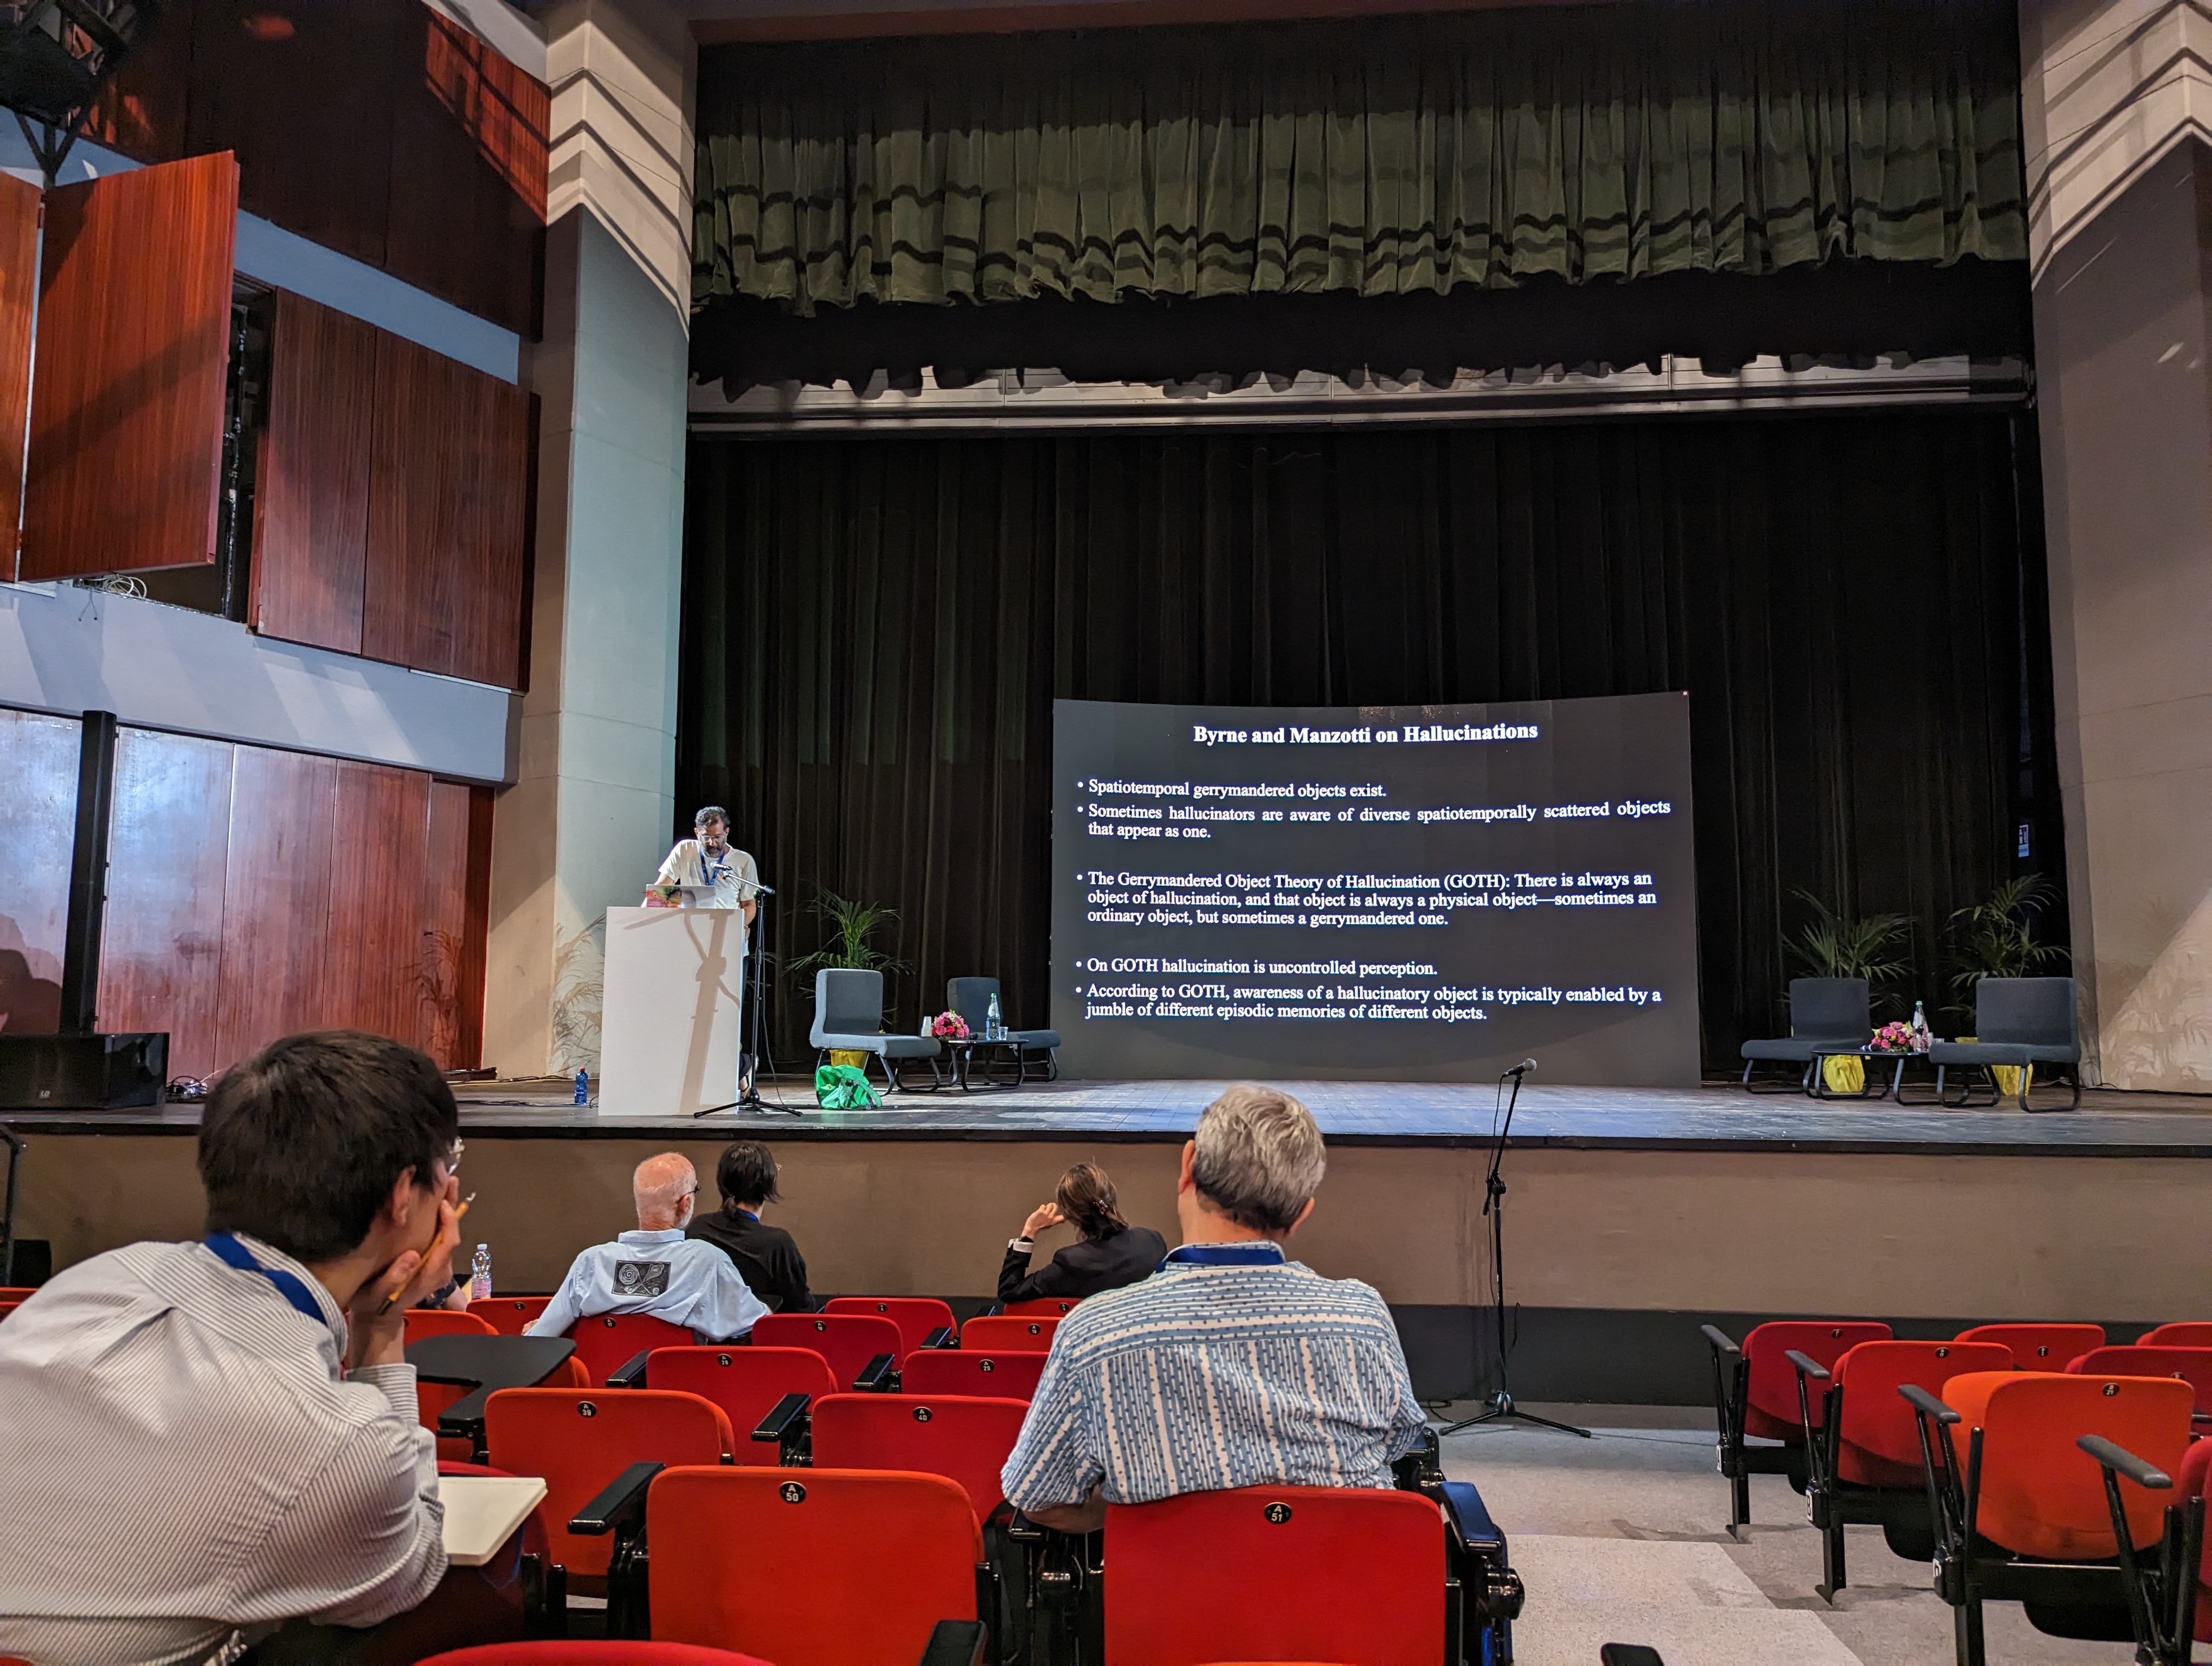 Byrne and Manzotti on Hallucinations
• Spatiotemporal gerrymandered objects exist.
• Sometimes hallucinators are aware of diverse spatiotemporally scattered objects
that appear as one.
• The Gerrymandered Object Theory of Hallucination (GOTH): There is always an
object of hallucination, and that object is always a physical object—sometimes an
ordinary object, but sometimes a gerrymandered one.
• On GOTH hallucination is uncontrolled perception.
• According to GOTH, awareness of a hallucinatory object is typically enabled by a
jumble of different episodic memories of different objects.
A
39
A
40
A
50
A
51